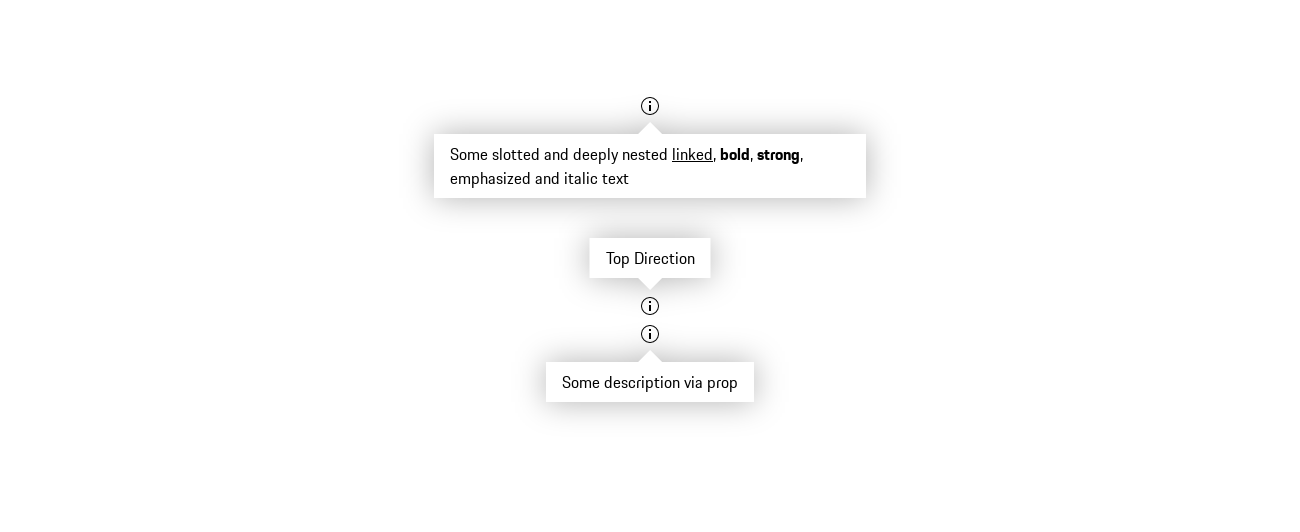 Some slotted and deeply nested linked, bold, strong,
emphasized and italic text
Top Direction
Some description via prop